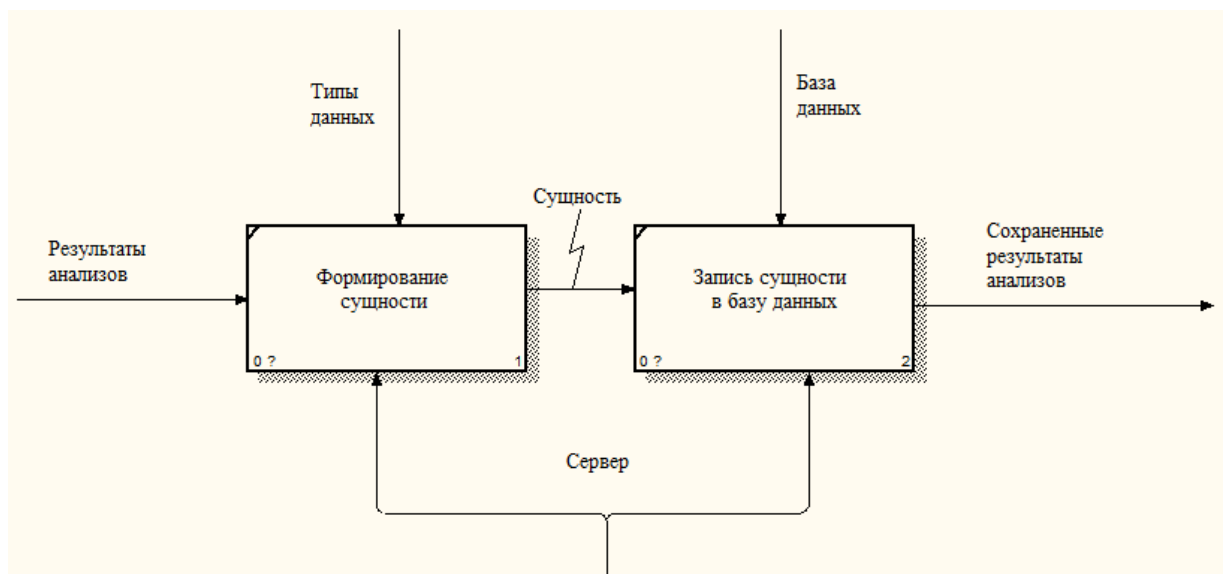 Типы
данных
База
данных
Сущность
Результаты
анализов
Формирование
сущности
0 ?
1
Запись сущности
в базу данных
0 ?
2
Сохраненные
результаты
анализов
Сервер